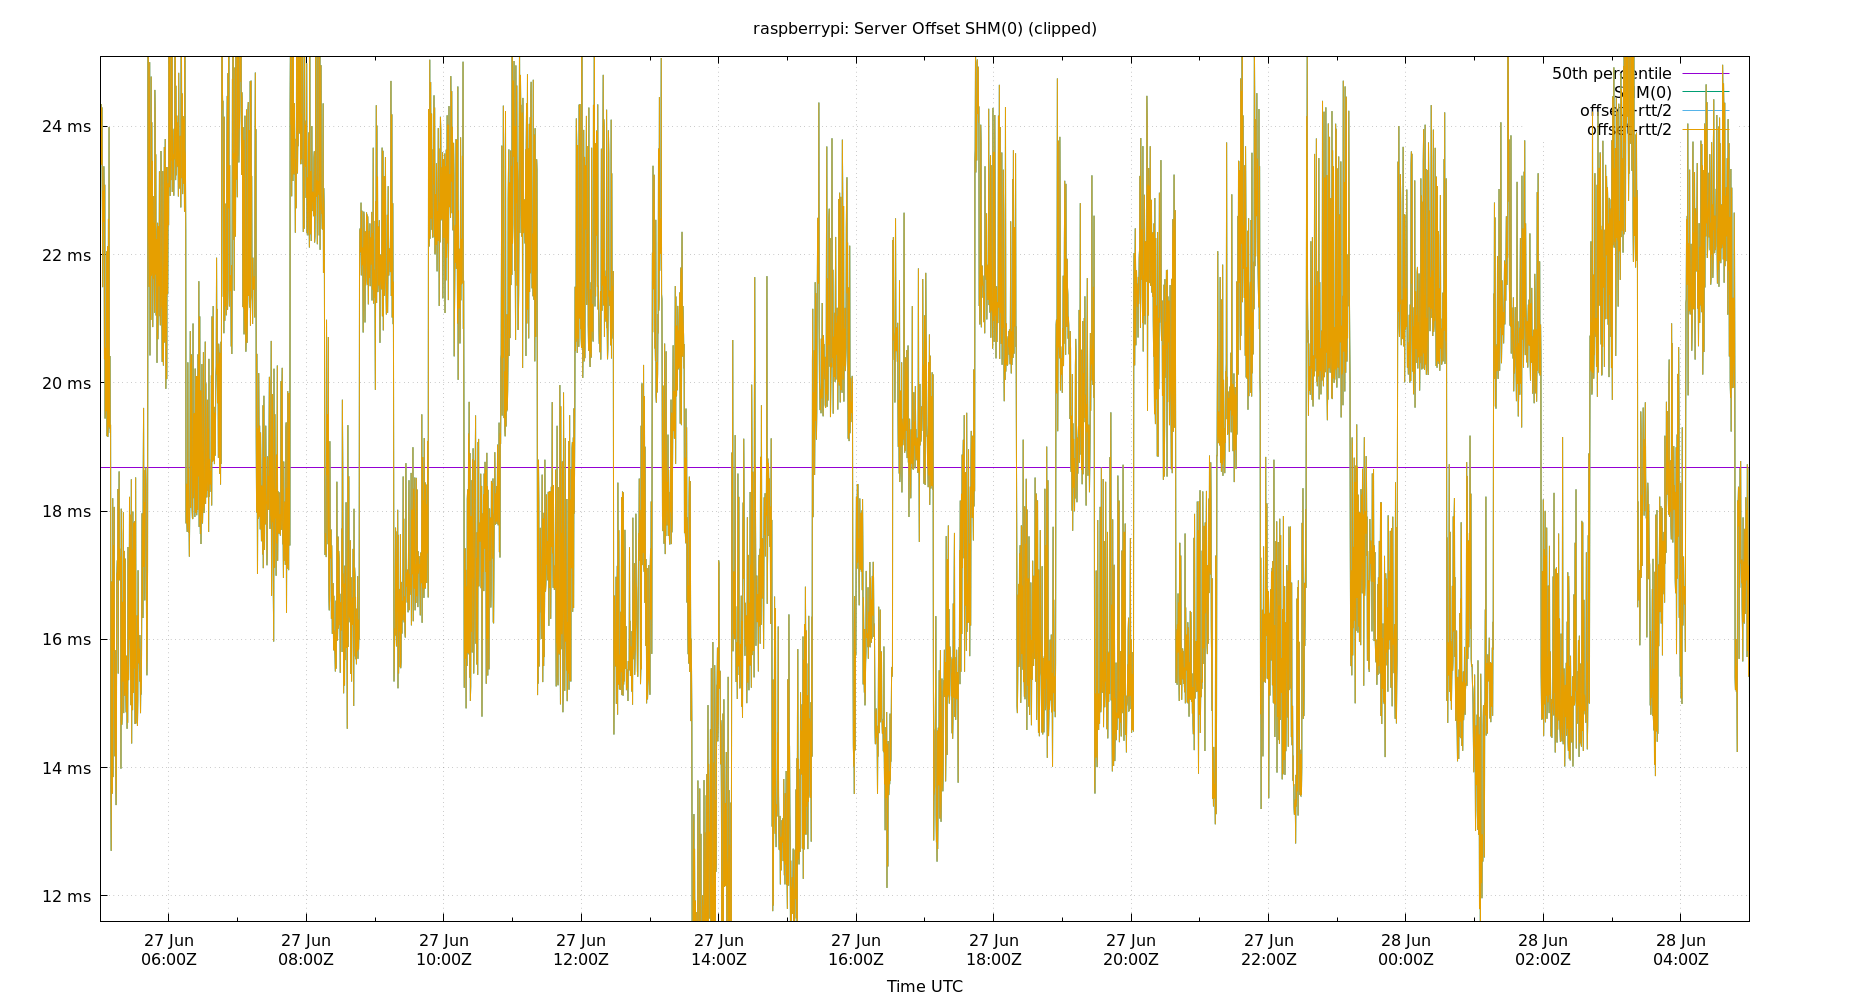 raspberrypi: Server Offset SHM(0) (clipped)
50th percentile
SHM(0)
offset-rtt/2
offset-rtt/2
24 ms
22 ms
20 ms
18 ms
16 ms
14 ms
12 ms
27 Jun 27 Jun 27 Jun 27 Jun 27 Jun 27 Jun 27 Jun 27 Jun 27 Jun 28 Jun 28 Jun 28 Jun
06:00Z 08:00Z 10:00Z 12:00Z 14:00Z 16:00Z 18:00Z 20:00Z 22:00Z 00:00Z 02:00Z 04:00Z
Time UTC